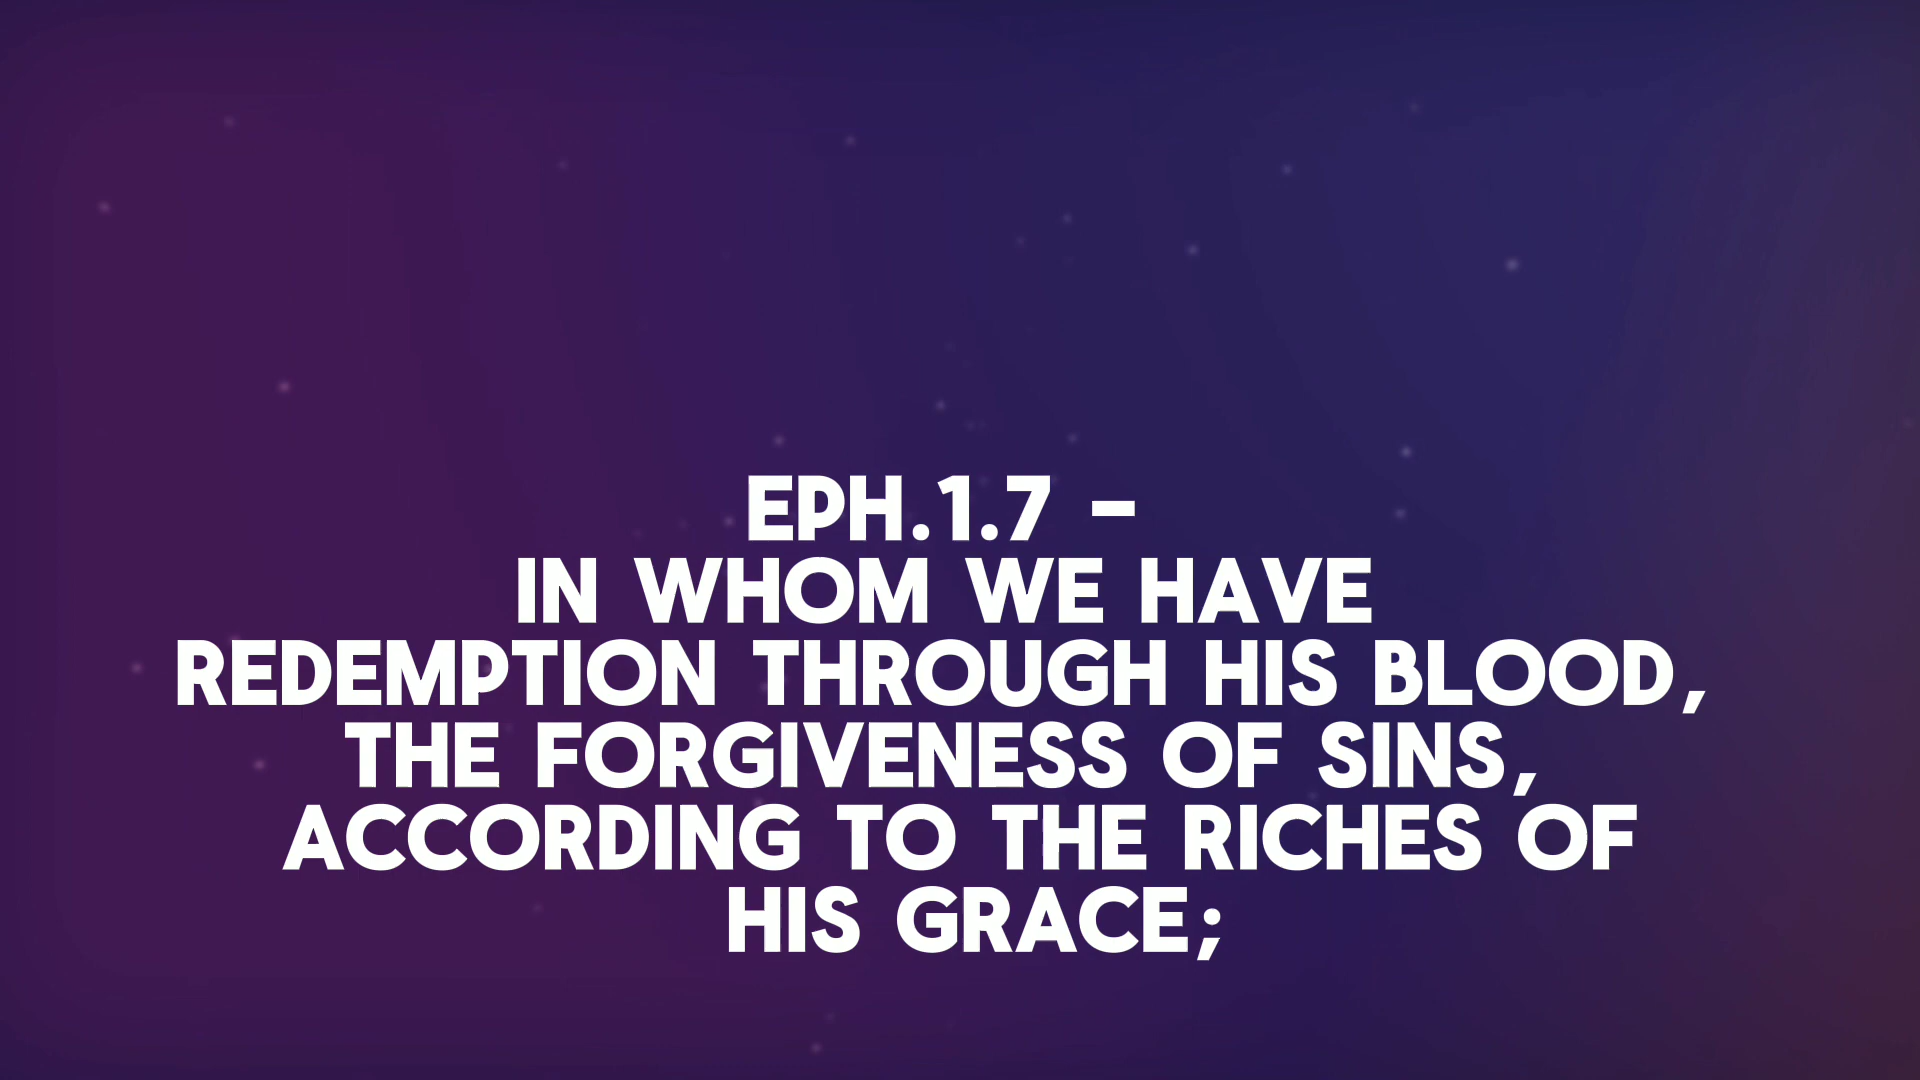 EPH.1.7 -
IN WHOM WE HAVE
REDEMPTION THROUGH HIS BLOOD,
THE FORGIVENESS OF SINS,
ACCORDING TO THE RICHES OF
HIS GRACE;